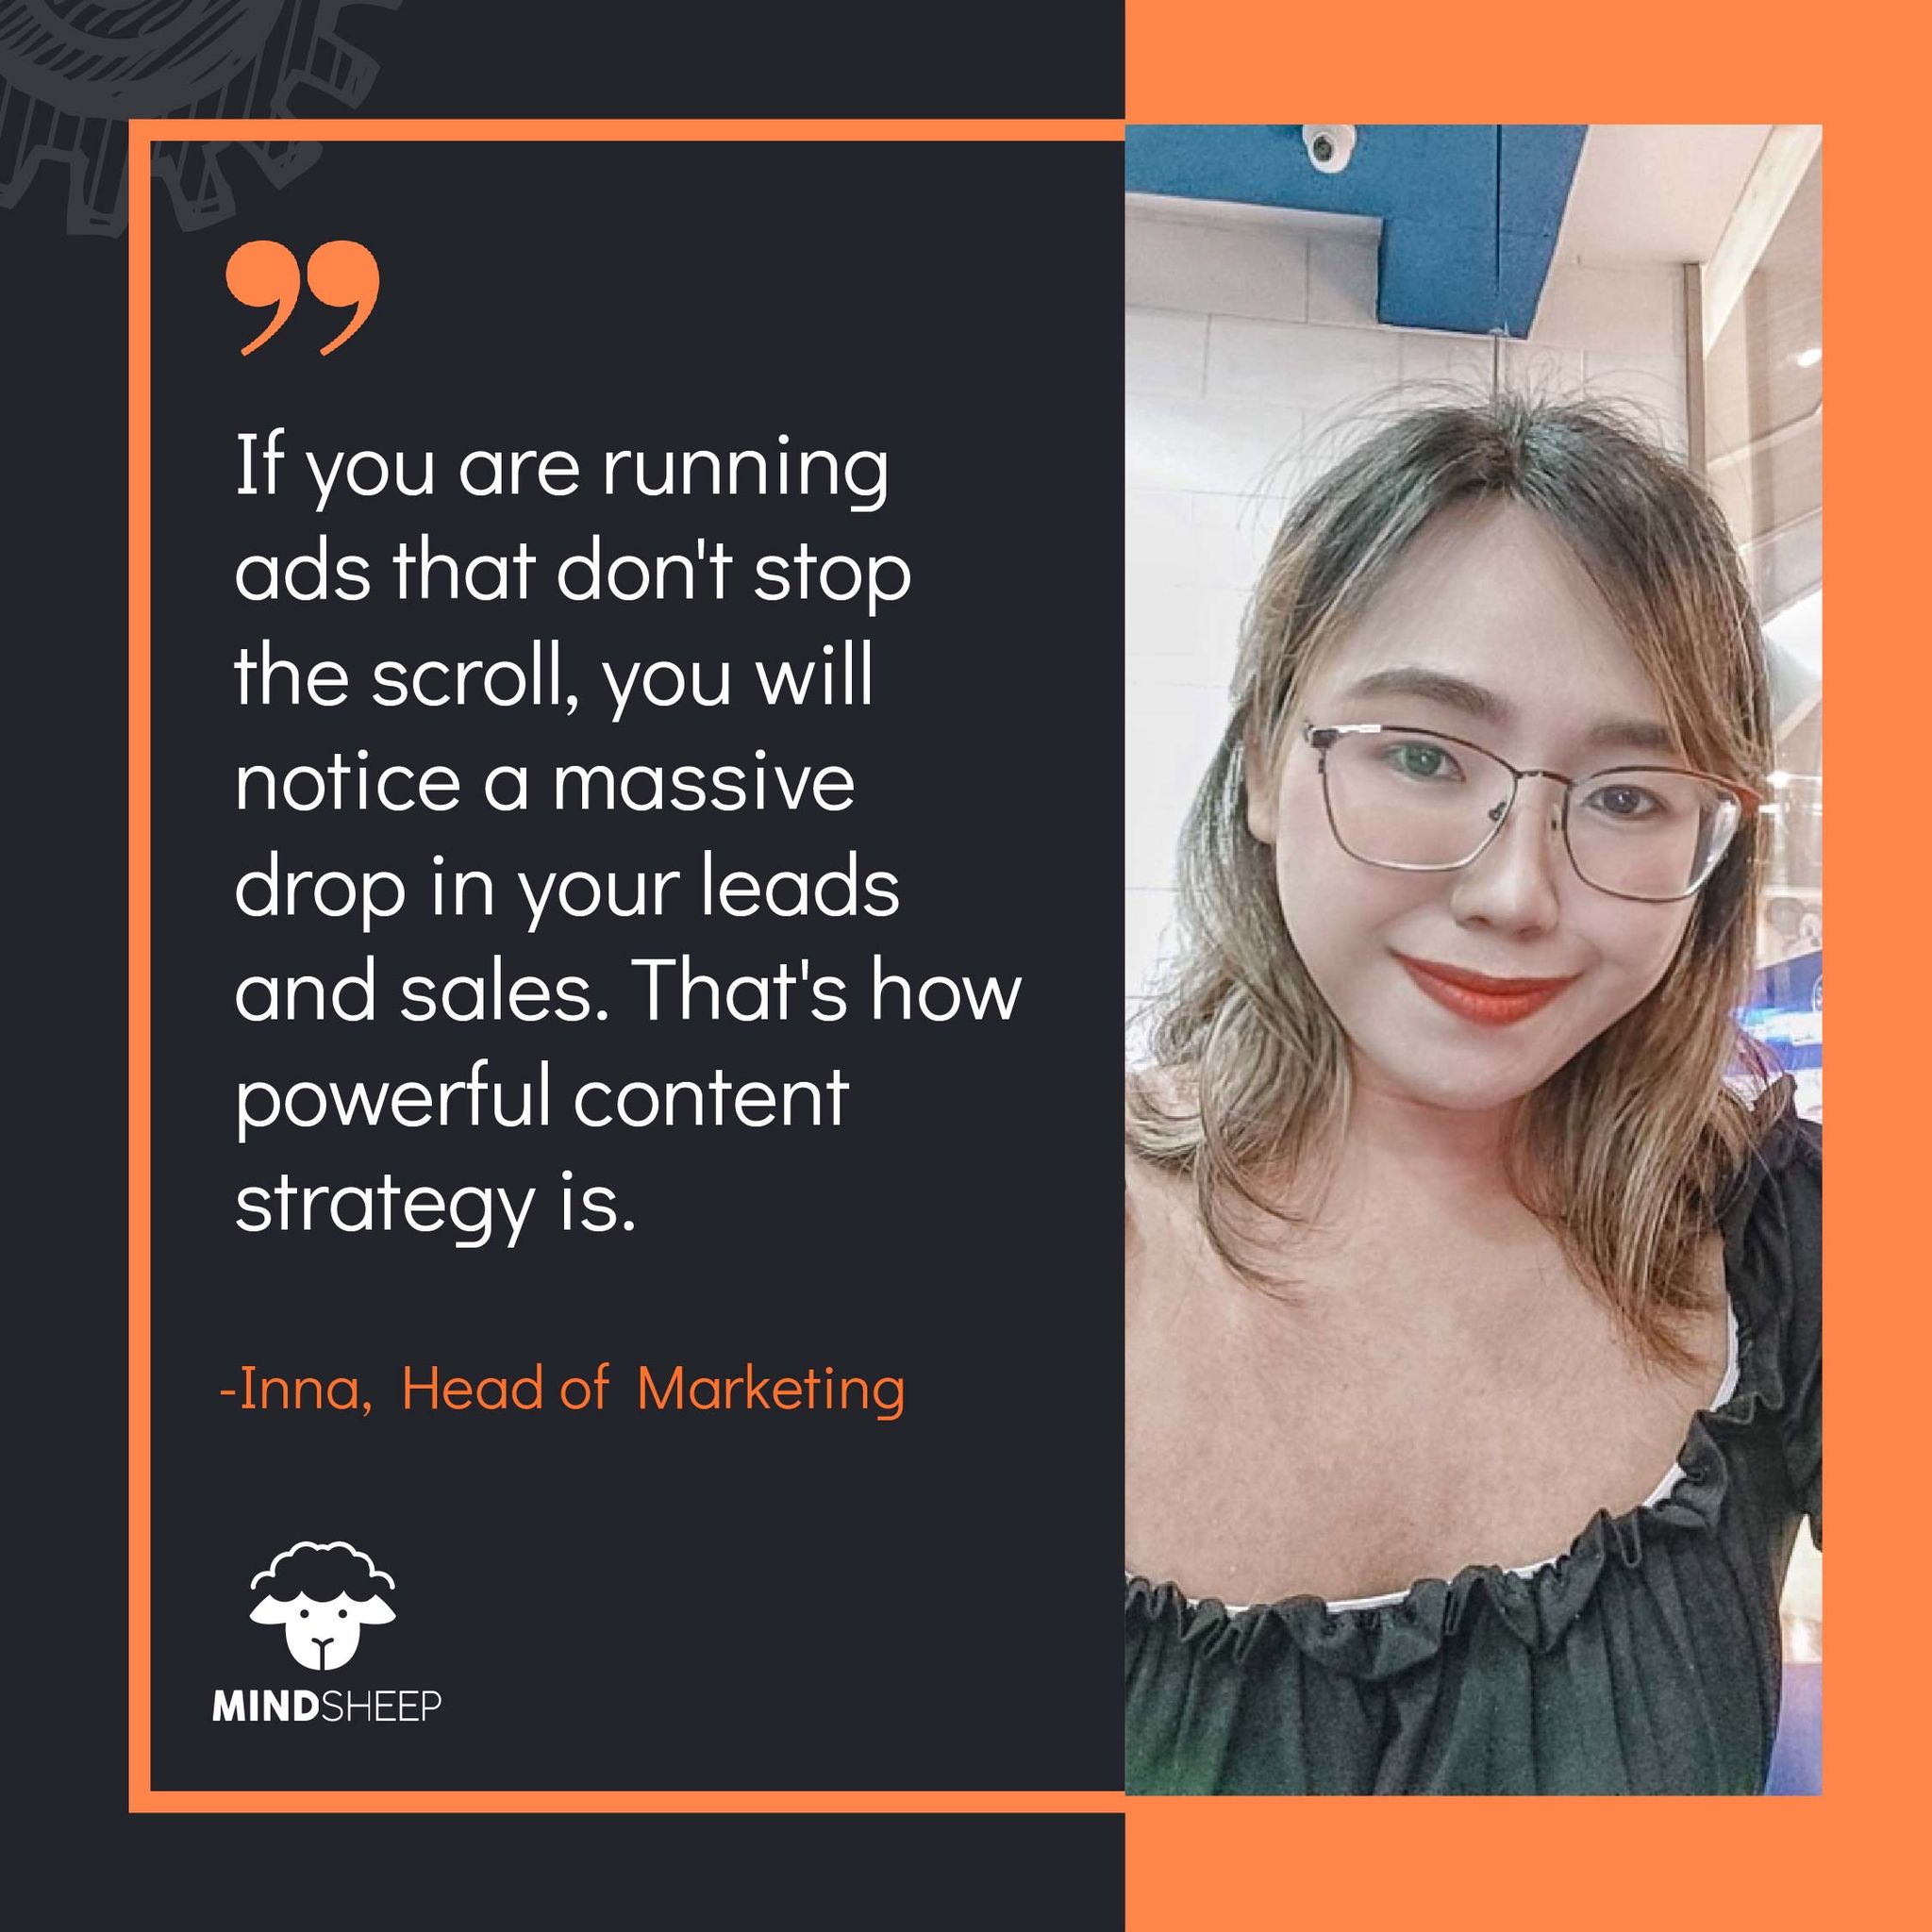 If you are running
ads that don't stop
the scroll, you will
notice a massive
drop in your leads
and sales. That's how
powerful content
strategy is.
-Inna, Head of Marketing
MINDSHEEP